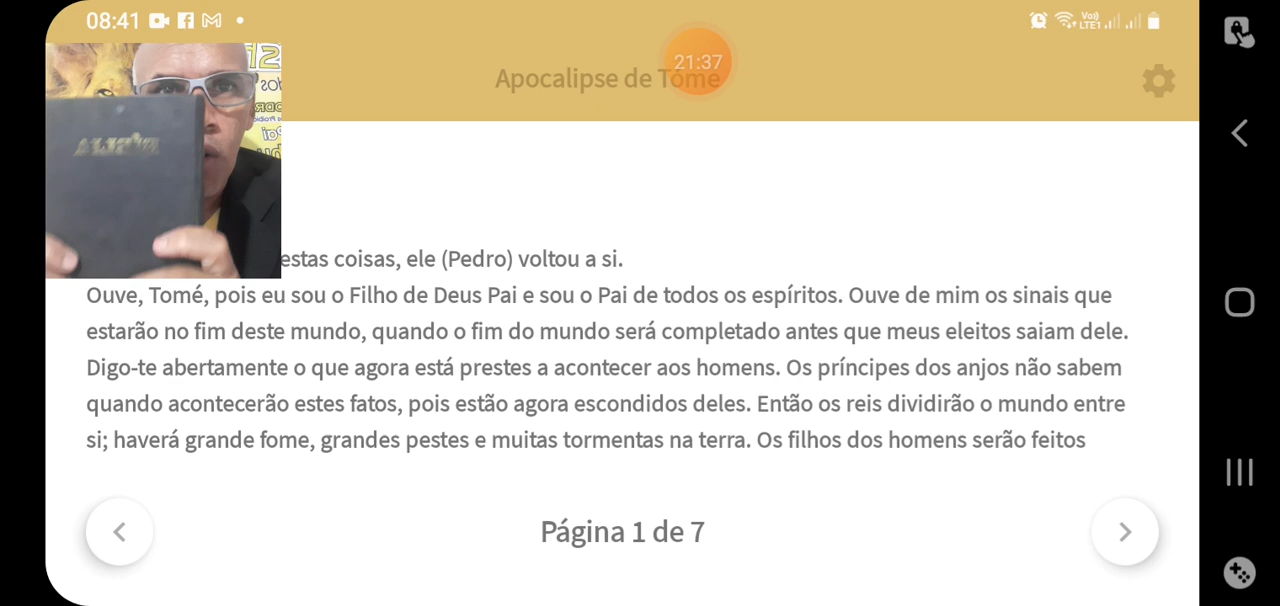 08:41
VoI)
LTE1
21:37
Apocalipse de Tomé
BÍBLIA
estas coisas, ele (Pedro) voltou a si.
Ouve, Tomé, pois eu sou o Filho de Deus Pai e sou o Pai de todos os espíritos. Ouve de mim os sinais que
estarão no fim deste mundo, quando o fim do mundo será completado antes que meus eleitos saiam dele.
Digo-te abertamente o que agora está prestes a acontecer aos homens. Os príncipes dos anjos não sabem
quando acontecerão estes fatos, pois estão agora escondidos deles. Então os reis dividirão o mundo entre
si; haverá grande fome, grandes pestes e muitas tormentas na terra. Os filhos dos homens serão feitos
Página 1 de 7